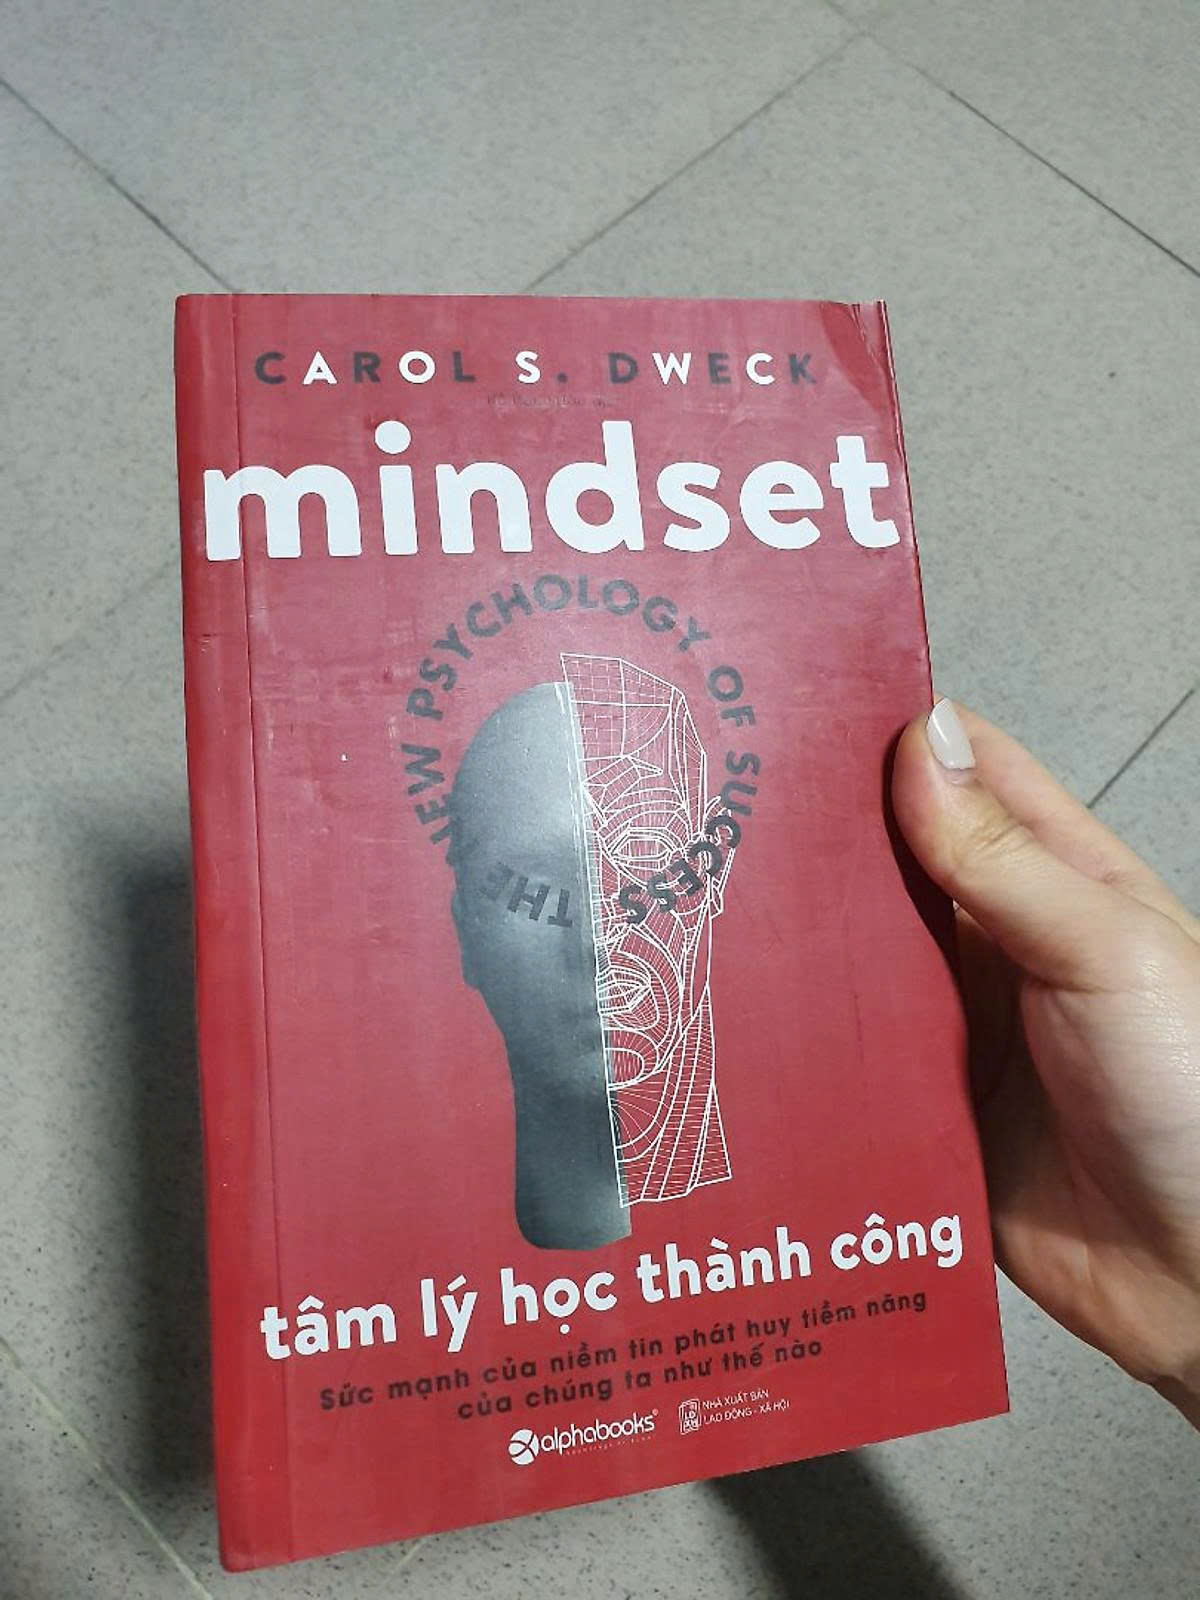 CAROL S. DWECK
mindset
THE NEW PSYCHOLOGY OF SUCCESS
tâm lý học thành công
Sức mạnh của niềm tin phát huy tiềm năng
của chúng ta như thế nào
alphabooks®
NHÀ XUẤT BẢN
LAO ĐỘNG - XÃ HỘI